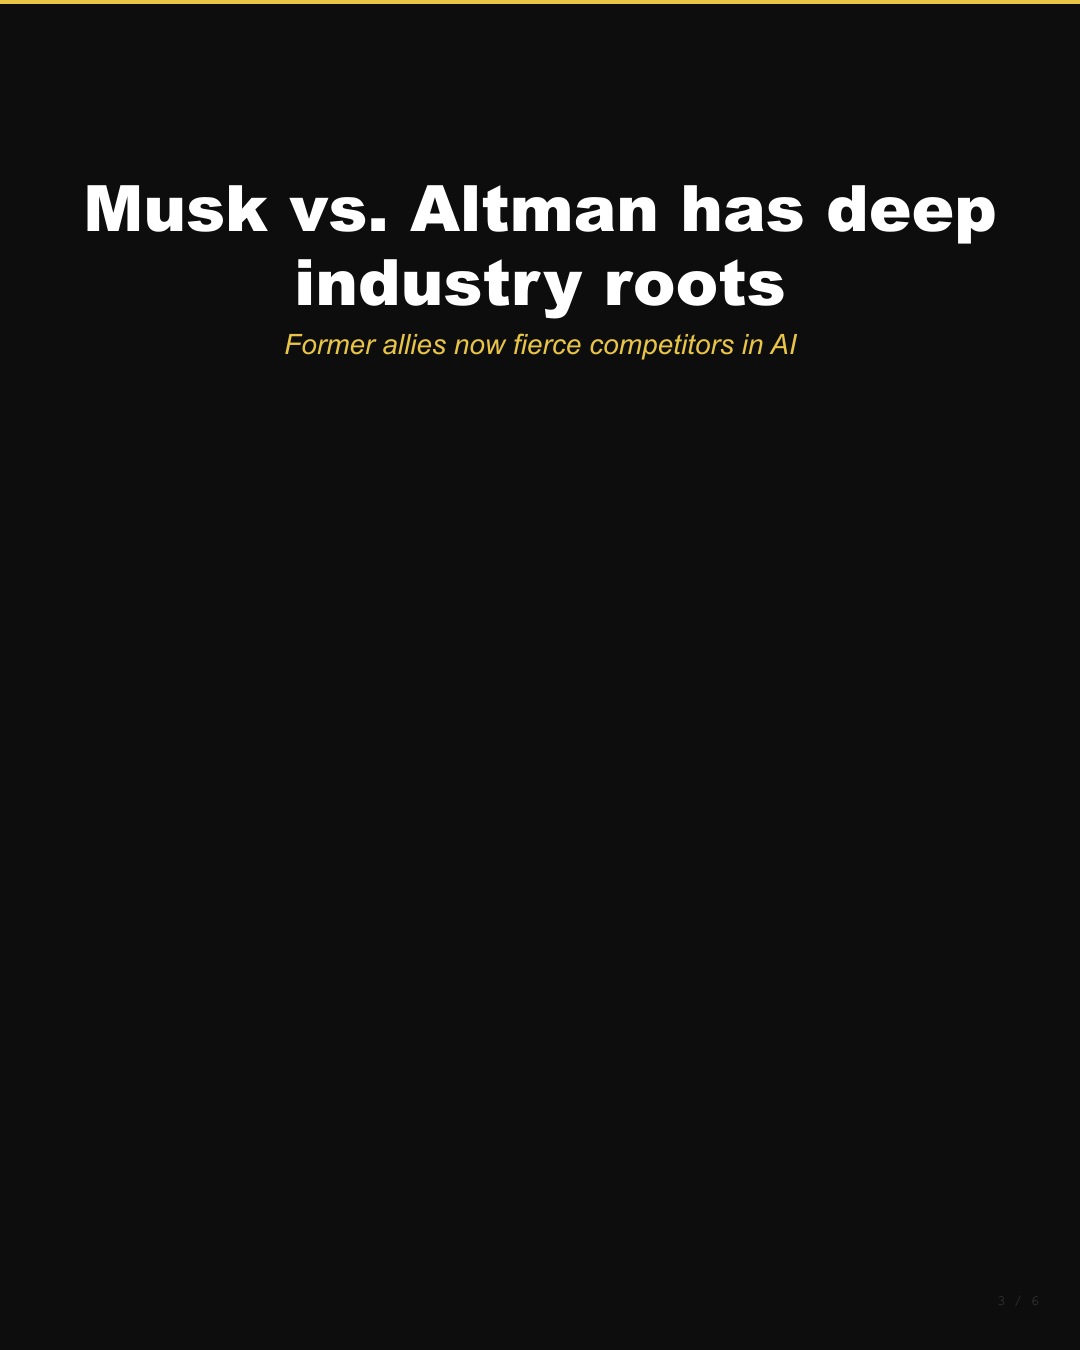 Musk vs. Altman has deep
industry roots
Former allies now fierce competitors in AI
3 / 6